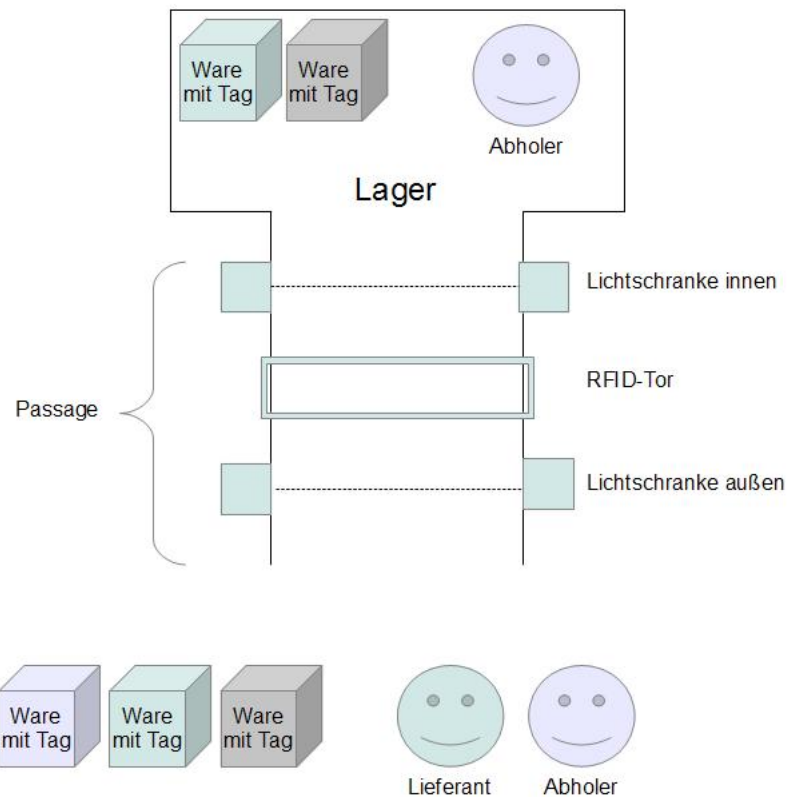 Ware
mit Tag
Ware
mit Tag
Abholer
Lager
Lichtschranke innen
RFID-Tor
Passage
Lichtschranke außen
Ware
mit Tag
Ware
mit Tag
Ware
mit Tag
Lieferant
Abholer